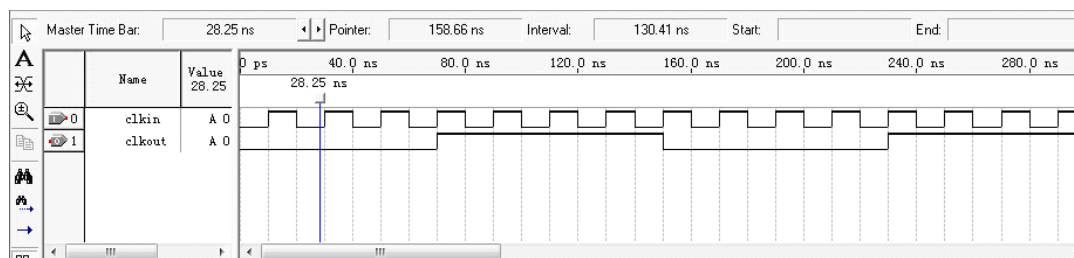 Master Time Bar: 28.25 ns Pointer: 158.66 ns Interval: 130.41 ns Start: End:
A
Name Value 28.25
0 ps 40.0 ns 80.0 ns 120.0 ns 160.0 ns 200.0 ns 240.0 ns 280.0 ns
28.25 ns
0 clkin A 0
1 clkout A 0